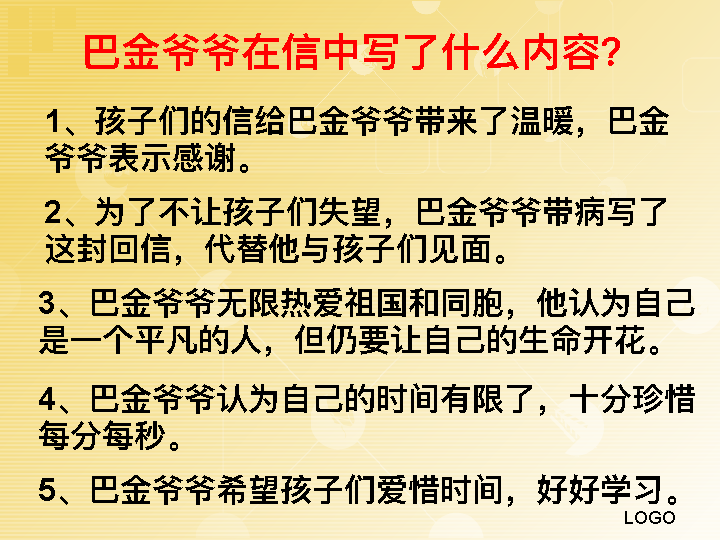 巴金爷爷在信中写了什么内容?
1、孩子们的信给巴金爷爷带来了温暖，巴金
爷爷表示感谢。
2、为了不让孩子们失望，巴金爷爷带病写了
这封回信，代替他与孩子们见面。
3、巴金爷爷无限热爱祖国和同胞，他认为自己
是一个平凡的人，但仍要让自己的生命开花。
4、巴金爷爷认为自己的时间有限了，十分珍惜
每分每秒。
5、巴金爷爷希望孩子们爱惜时间，好好学习。
LOGO